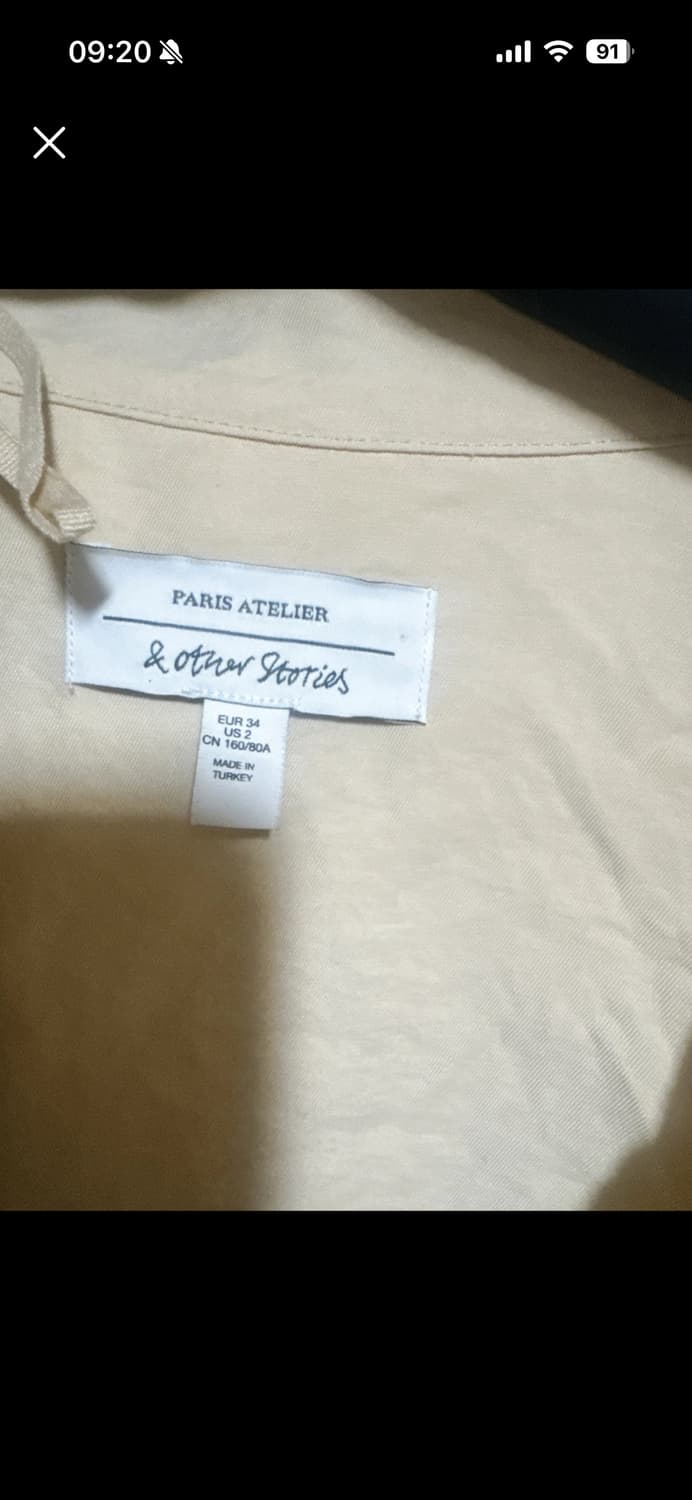 09:20
91
PARIS ATELIER
& other Stories
EUR 34
US 2
CN 160/80A
MADE IN
TURKEY